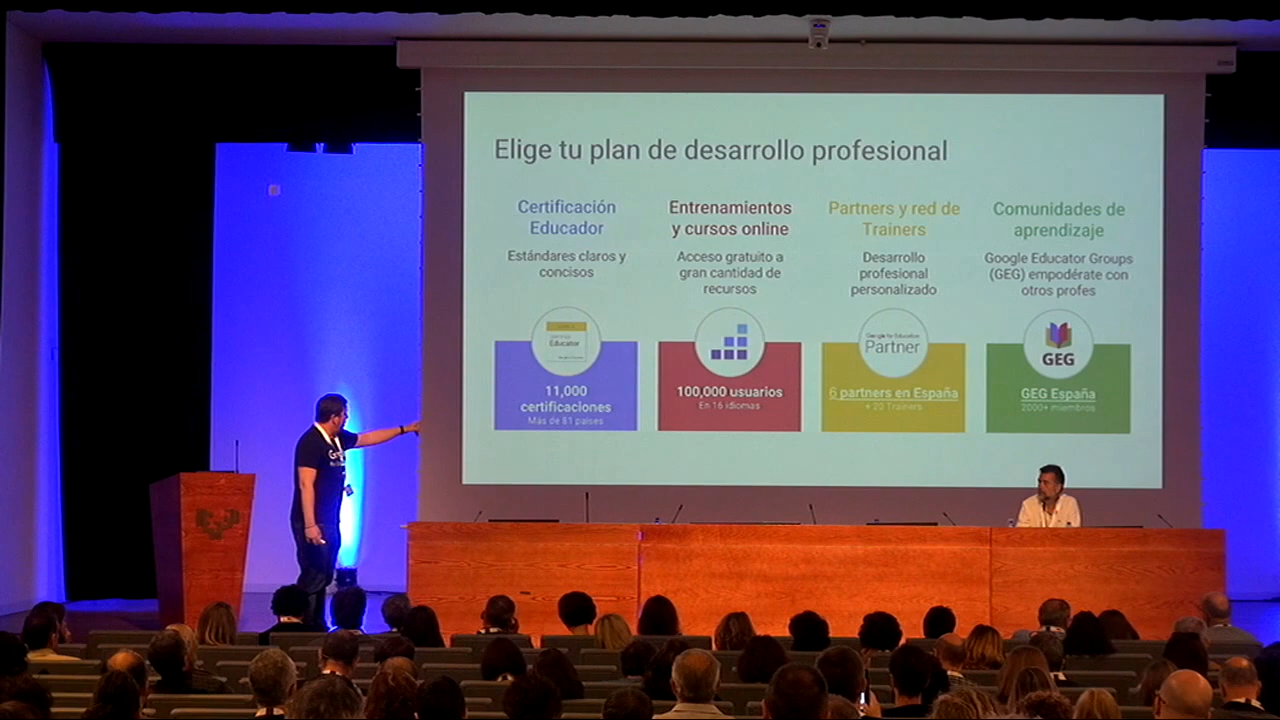 Elige tu plan de desarrollo profesional
Certificación
Educador
Estándares claros y
concisos
Educator
11,000
certificaciones
Más de 81 países
Entrenamientos
y cursos online
Acceso gratuito a
gran cantidad de
recursos
100,000 usuarios
En 16 idiomas
Partners y red de
Trainers
Desarrollo
profesional
personalizado
Google for Education
Partner
6 partners en España
+ 20 Trainers
Comunidades de
aprendizaje
Google Educator Groups
(GEG) empodérate con
otros profes
GEG
GEG España
2000+ miembros